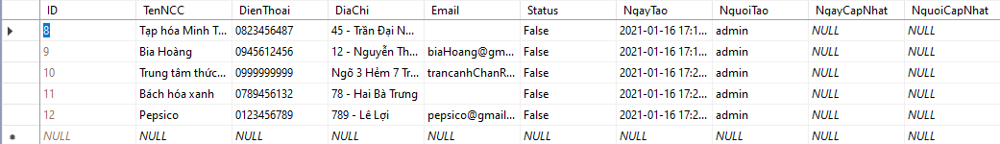 ID TenNCC DienThoai DiaChi Email Status NgayTao NguoiTao NgayCapNhat NguoiCapNhat
8 Tạp hóa Minh T... 0823456487 45 - Trần Đại N... False 2021-01-16 17:1... admin NULL NULL
9 Bia Hoàng 0945612456 12 - Nguyễn Th... biaHoang@gm... False 2021-01-16 17:1... admin NULL NULL
10 Trung tâm thức... 0999999999 Ngõ 3 Hẻm 7 Tr... trancanhChanR... False 2021-01-16 17:2... admin NULL NULL
11 Bách hóa xanh 0789456132 78 - Hai Bà Trưng False 2021-01-16 17:2... admin NULL NULL
12 Pepsico 0123456789 789 - Lê Lợi pepsico@gmail... False 2021-01-16 17:2... admin NULL NULL
NULL NULL NULL NULL NULL NULL NULL NULL NULL NULL